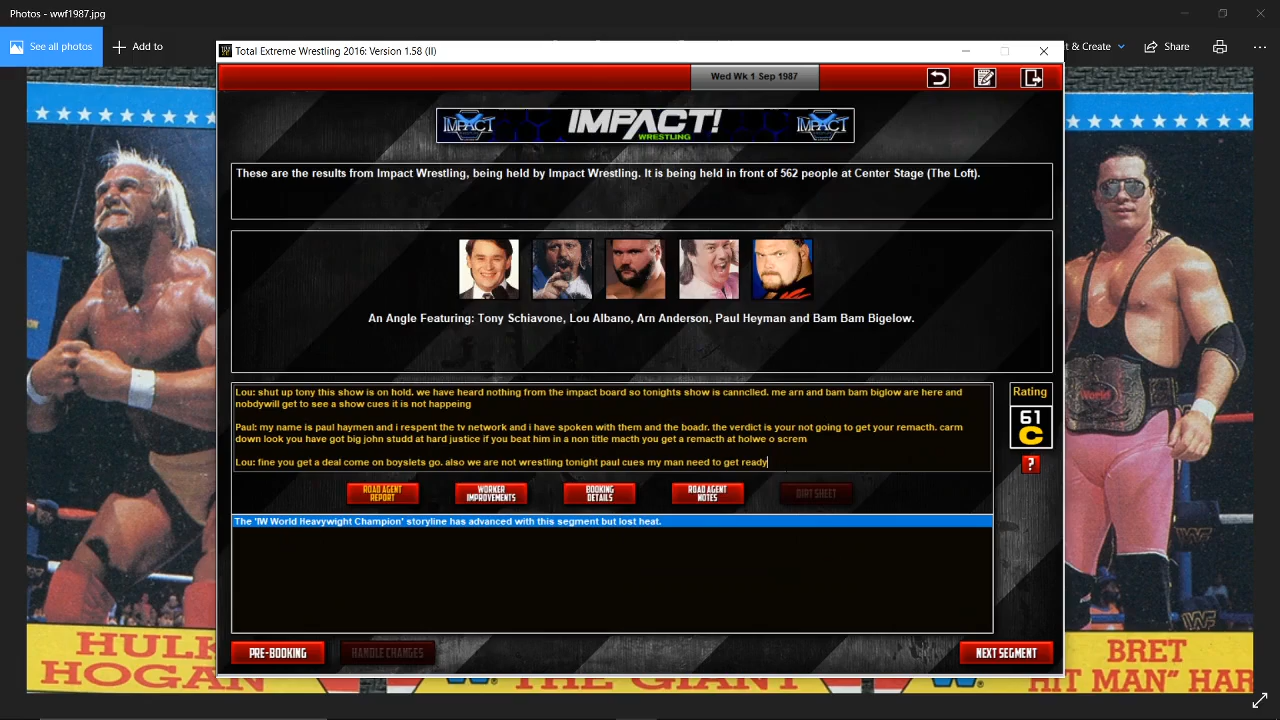 Photos - wwf1987.jpg
See all photos
Add to
t & Create
Share
Total Extreme Wrestling 2016: Version 1.58 (II)
Wed Wk 1 Sep 1987
IMPACT
IMPACT!
WRESTLING
IMPACT
These are the results from Impact Wrestling, being held by Impact Wrestling. It is being held in front of 562 people at Center Stage (The Loft).
An Angle Featuring: Tony Schiavone, Lou Albano, Arn Anderson, Paul Heyman and Bam Bam Bigelow.
Lou: shut up tony this show is on hold. we have heard nothing from the impact board so tonights show is cannclled. me arn and bam bam biglow are here and
nobdywill get to see a show cues it is not happeing
Paul: my name is paul haymen and i respent the tv network and i have spoken with them and the boadr. the verdict is your not going to get your remacth. carm
down look you have got big john studd at hard justice if you beat him in a non title macth you get a remacth at holwe o screm
Lou: fine you get a deal come on boyslets go. also we are not wrestling tonight paul cues my man need to get ready
Rating
61
C
?
ROAD AGENT
REPORT
WORKER
IMPROVEMENTS
BOOKING
DETAILS
ROAD AGENT
NOTES
DIRT SHEET
The 'IW World Heavywight Champion' storyline has advanced with this segment but lost heat.
PRE-BOOKING
HANDLE CHANGES
NEXT SEGMENT
World
WF
HULK
HOGAN
THE GIANT
BRET
HIT MAN" HAR